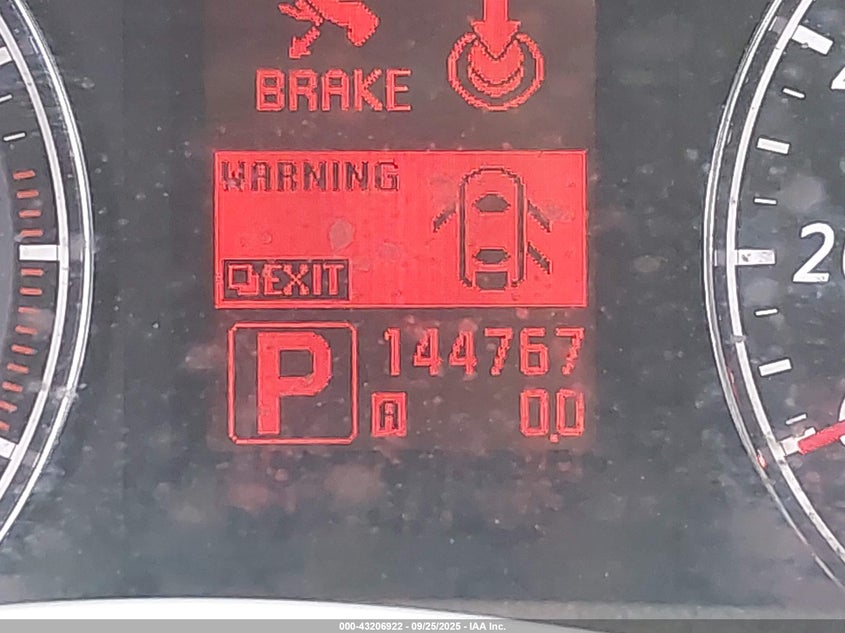 BRAKE
WARNING
EXIT
P
144767
A 0.0
000-43206922 - 09/25/2025 - IAA Inc.